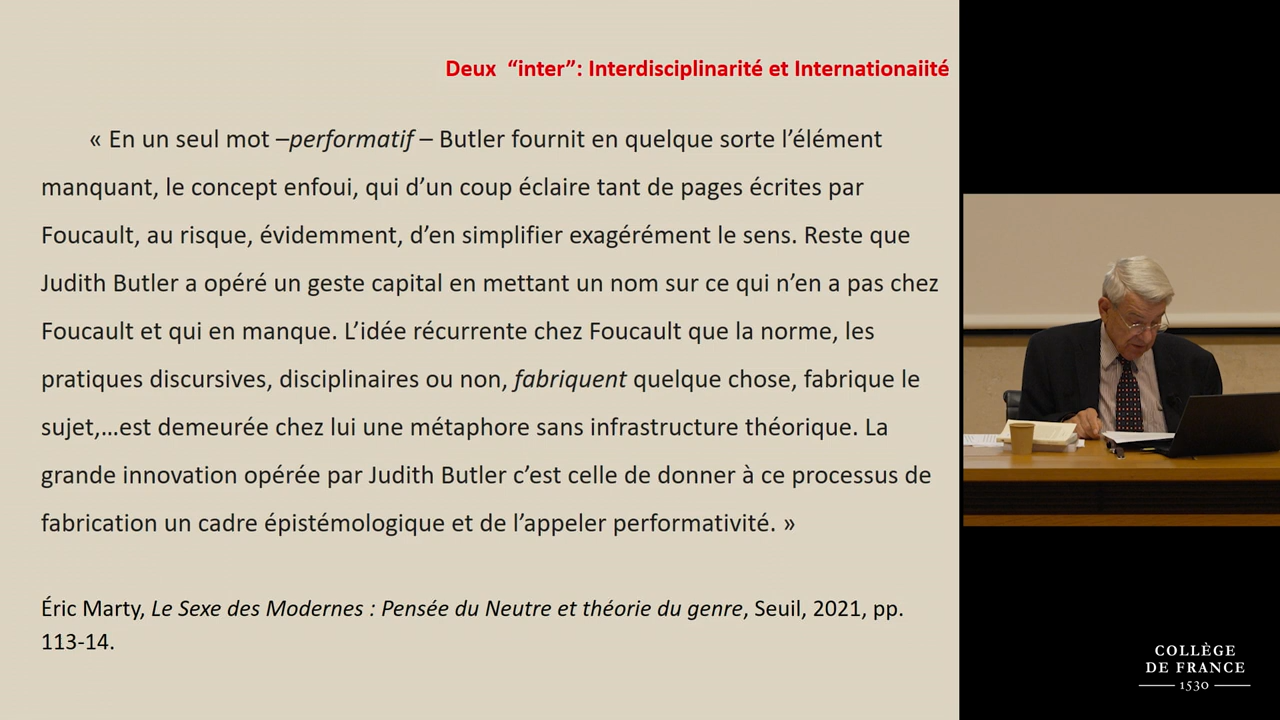 Deux “inter”: Interdisciplinarité et Internationaiité
« En un seul mot –performatif – Butler fournit en quelque sorte l’élément
manquant, le concept enfoui, qui d’un coup éclaire tant de pages écrites par
Foucault, au risque, évidemment, d’en simplifier exagérément le sens. Reste que
Judith Butler a opéré un geste capital en mettant un nom sur ce qui n’en a pas chez
Foucault et qui en manque. L’idée récurrente chez Foucault que la norme, les
pratiques discursives, disciplinaires ou non, fabriquent quelque chose, fabrique le
sujet,…est demeurée chez lui une métaphore sans infrastructure théorique. La
grande innovation opérée par Judith Butler c’est celle de donner à ce processus de
fabrication un cadre épistémologique et de l’appeler performativité. »
Éric Marty, Le Sexe des Modernes : Pensée du Neutre et théorie du genre, Seuil, 2021, pp.
113-14.
COLLÈGE
DE FRANCE
1530